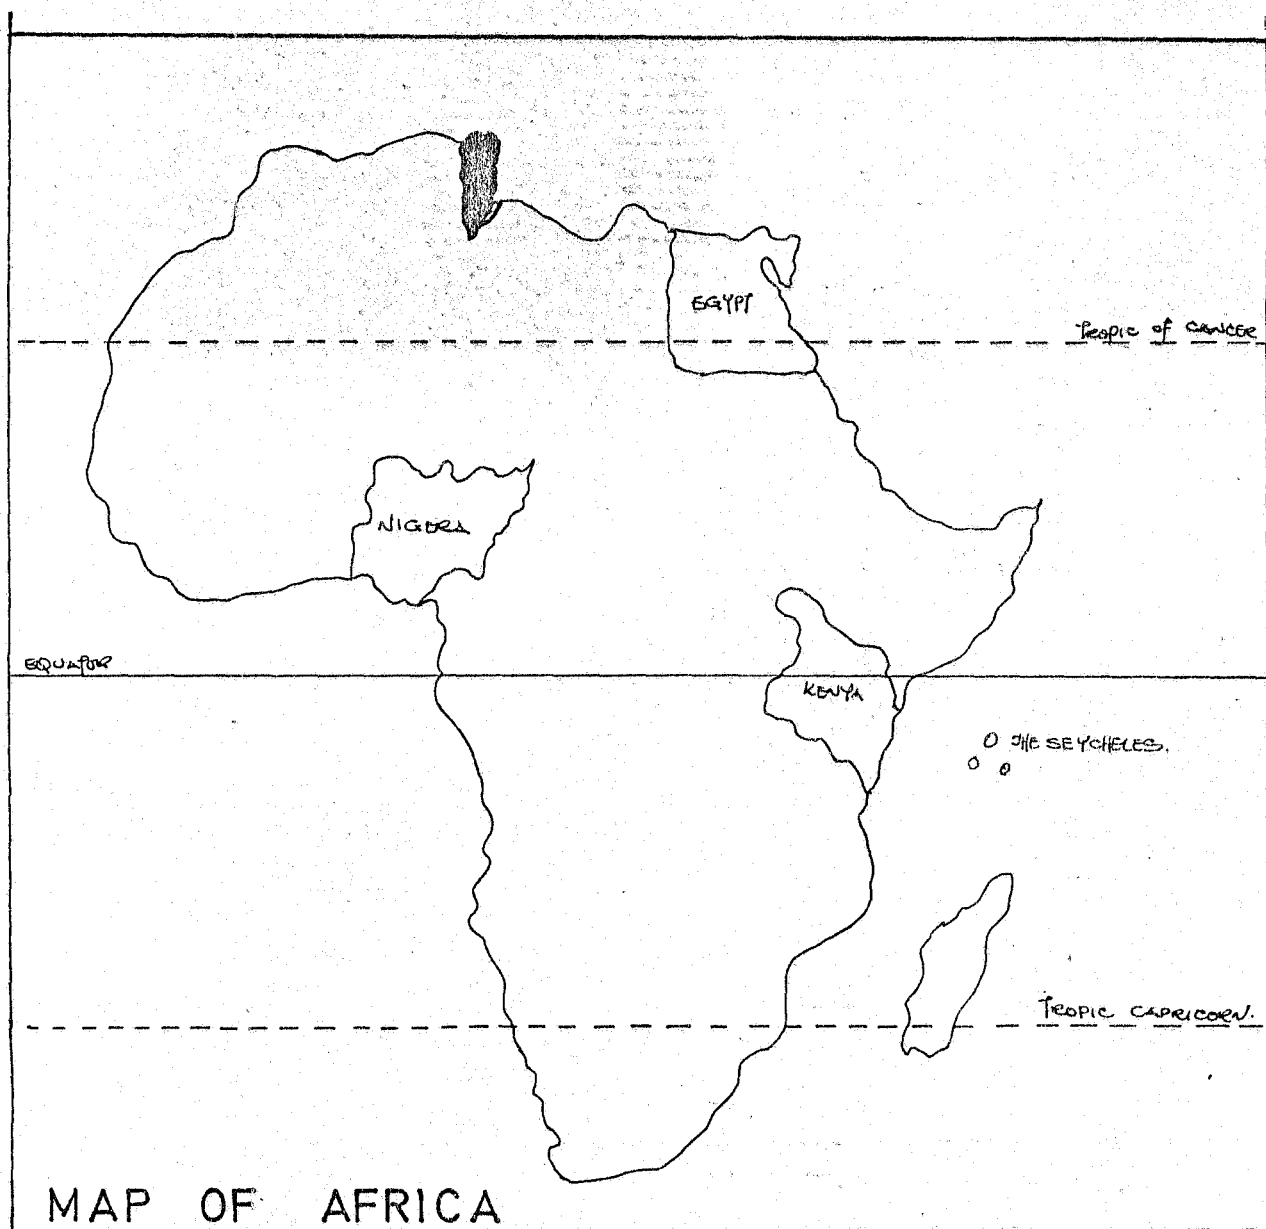 EGYPT
TROPIC of CANCER
NIGERA
EQUATOR
KENYA
THE SEYCHELES.
TROPIC CAPRICORN.
MAP OF AFRICA